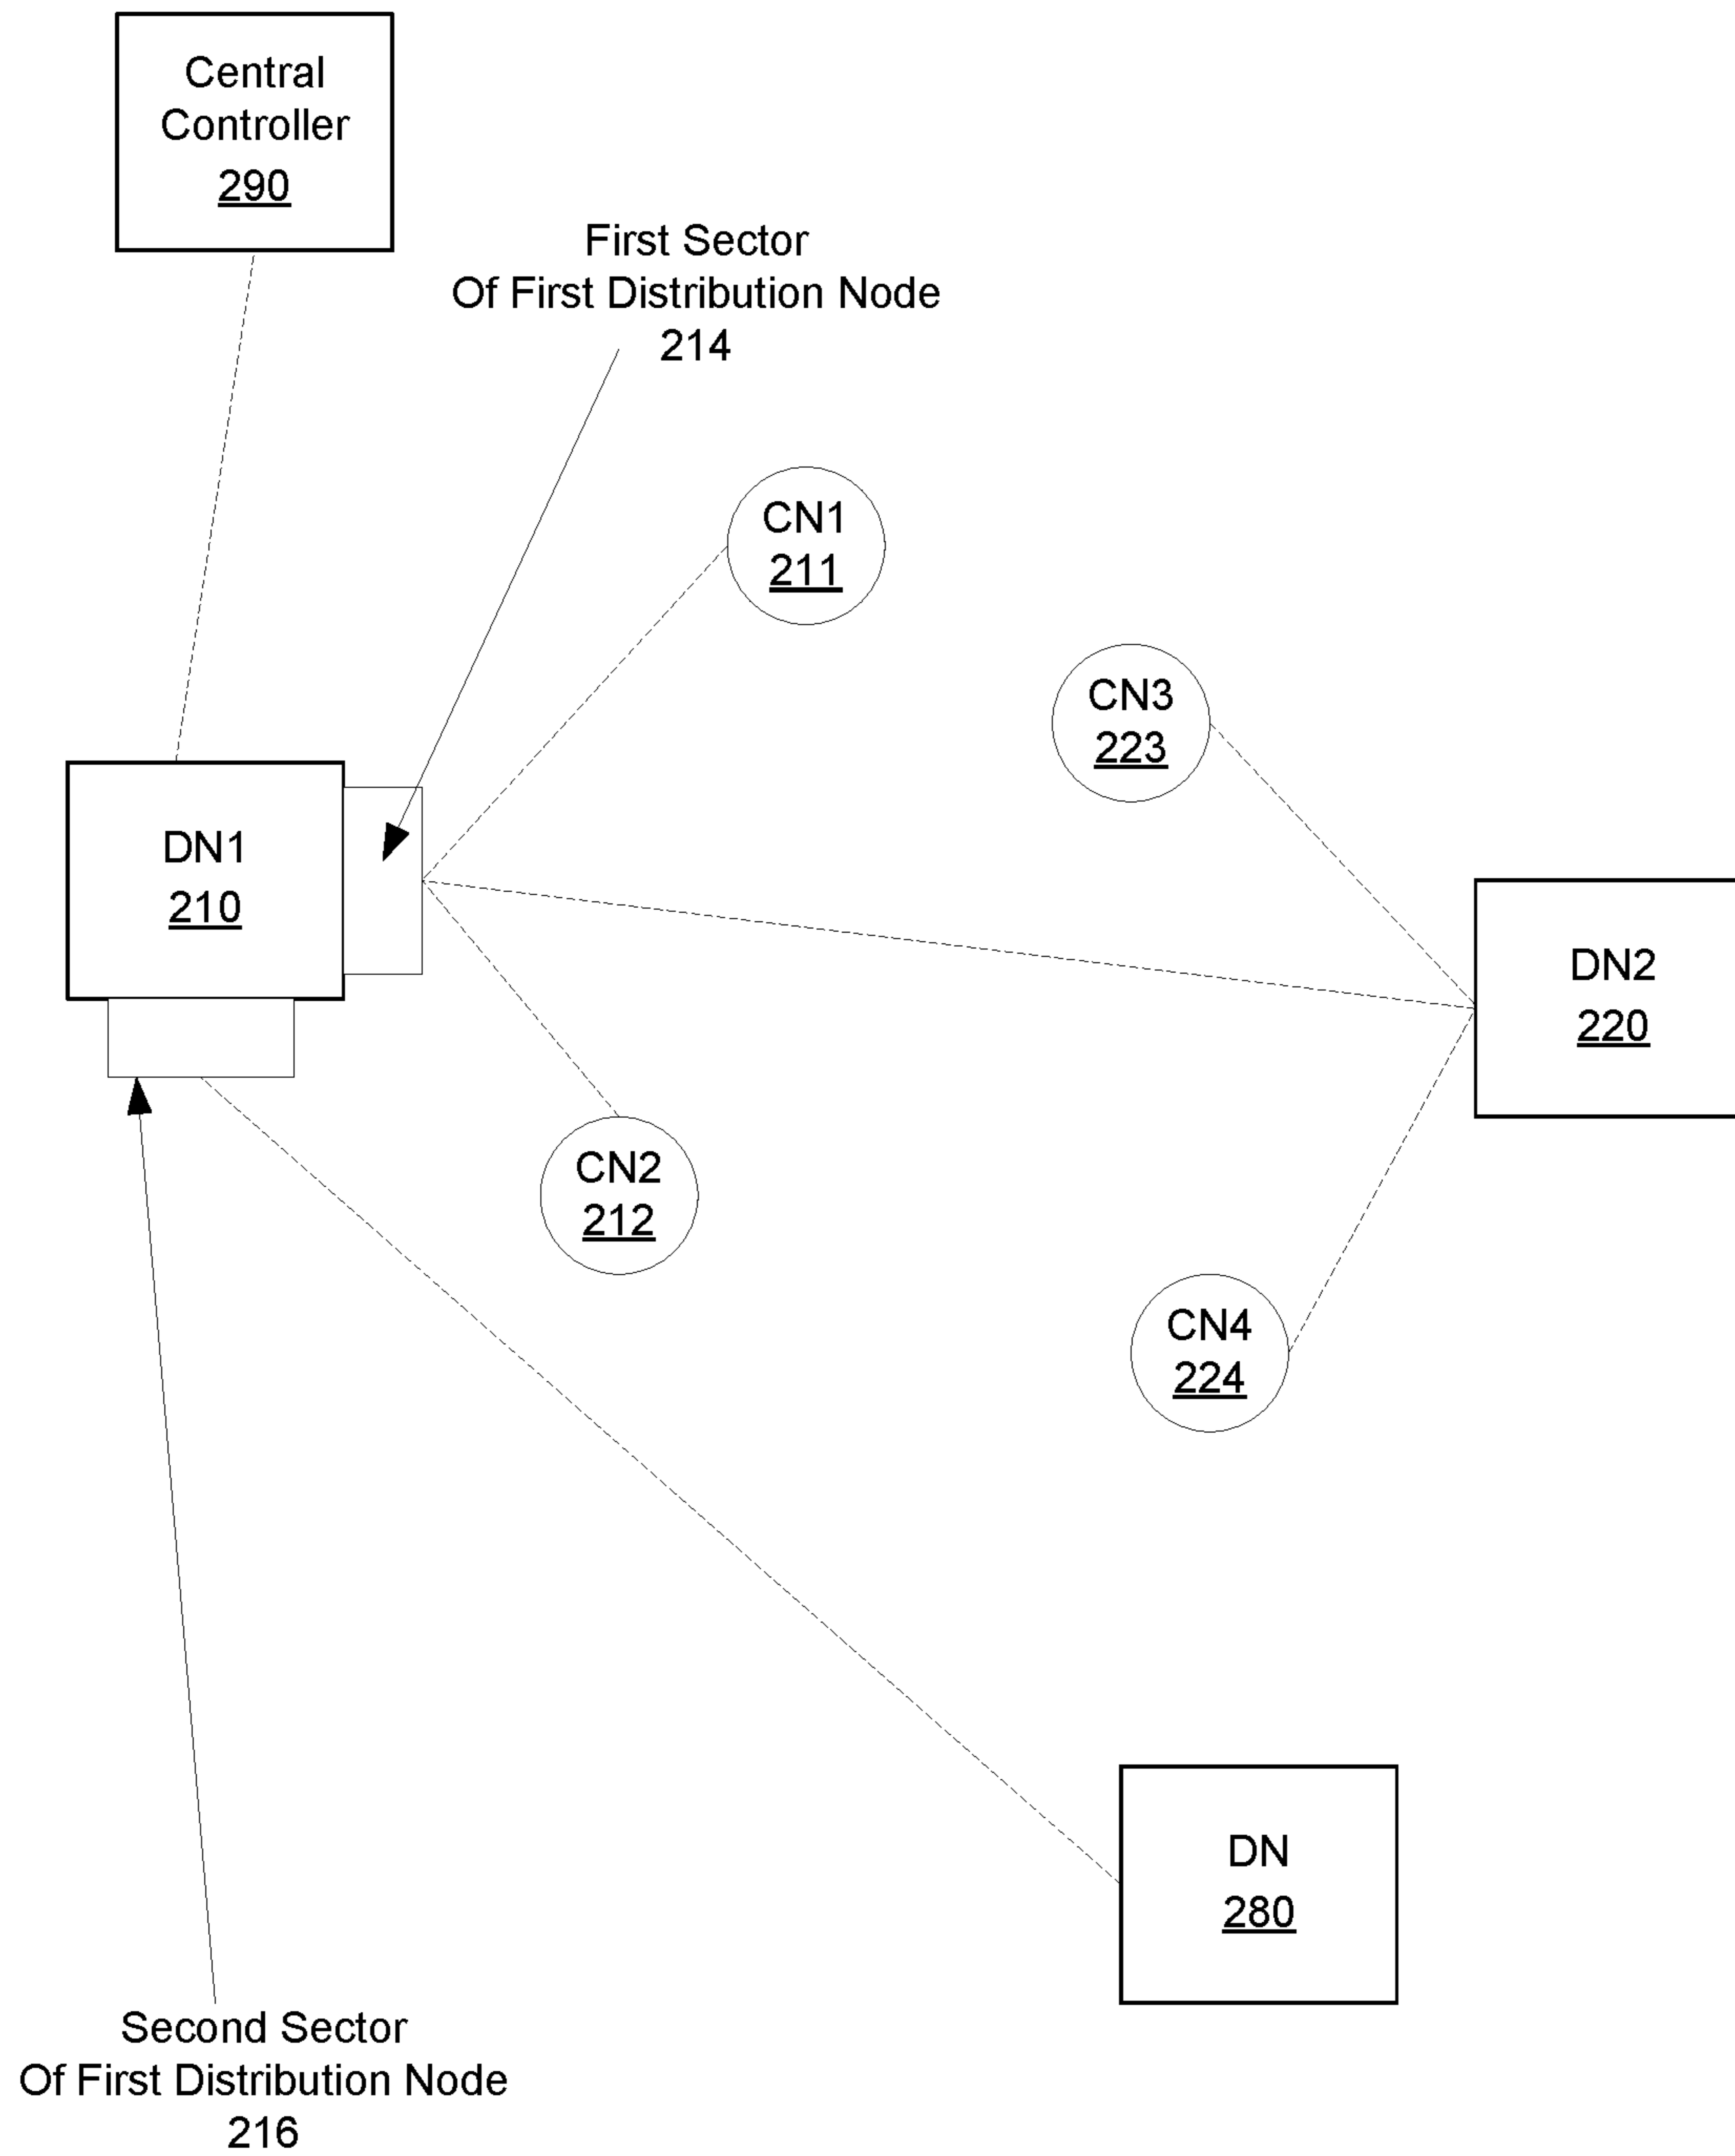 Central
Controller
290
First Sector
Of First Distribution Node
214
CN1
211
CN3
223
DN1
210
DN2
220
CN2
212
CN4
224
DN
280
Second Sector
Of First Distribution Node
216